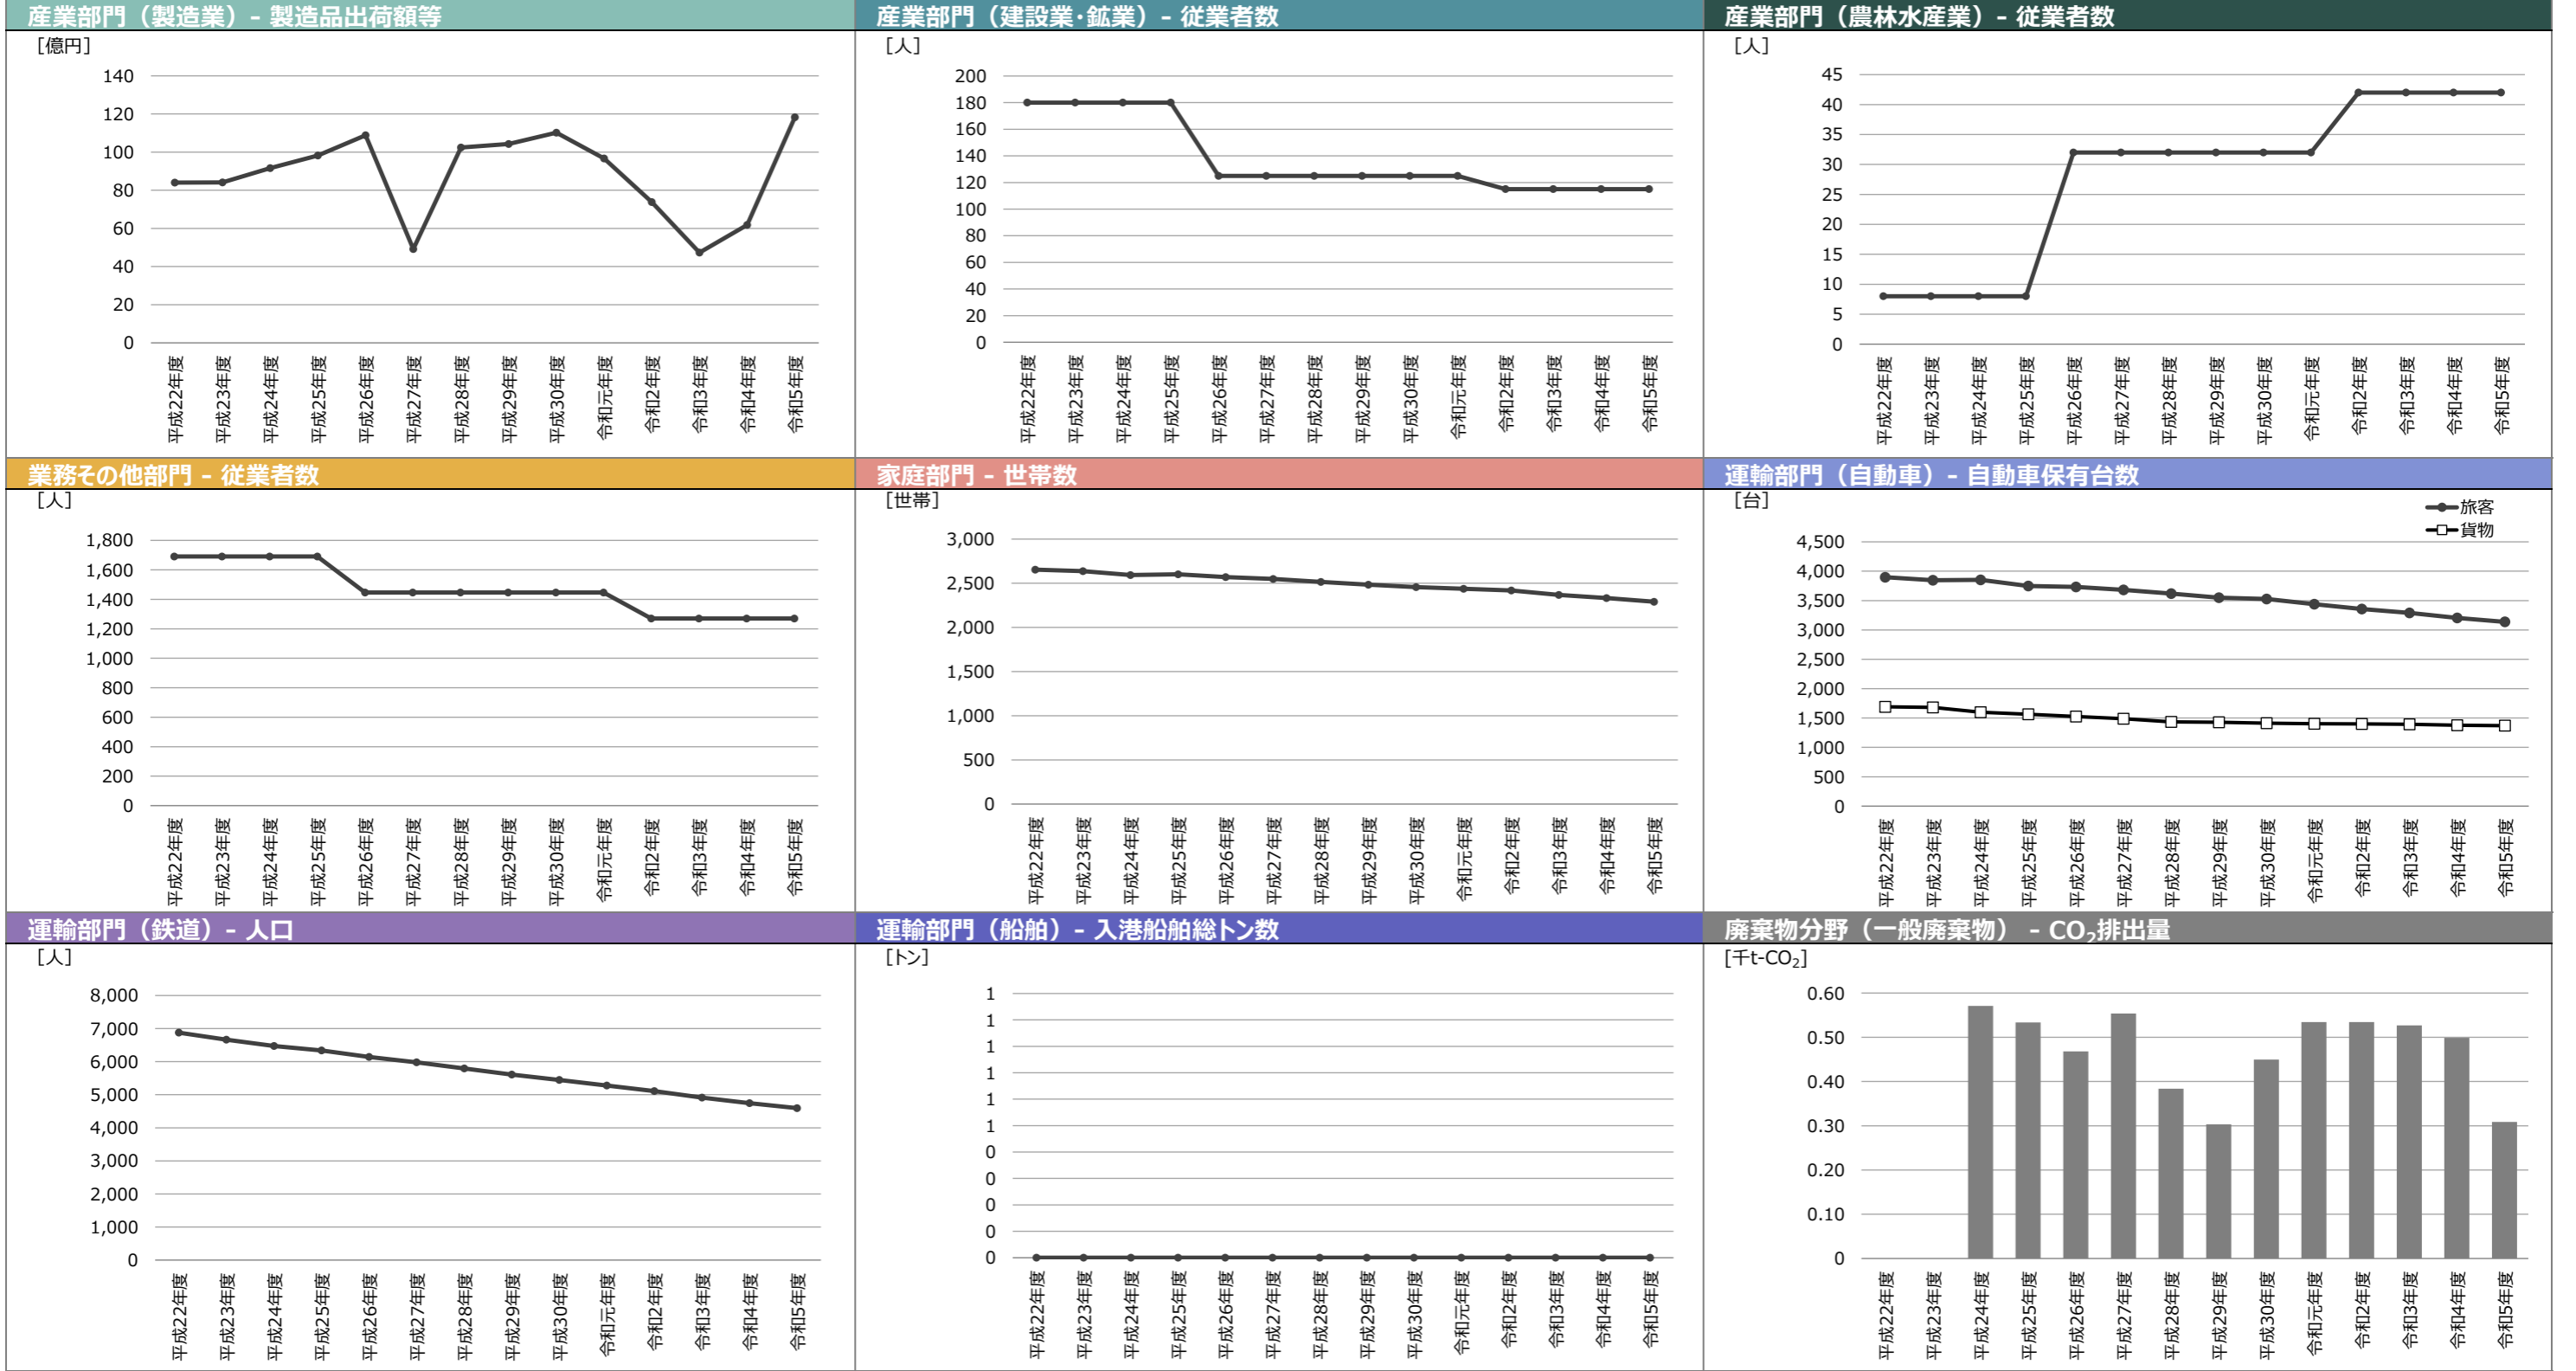 産業部門（製造業）- 製造品出荷額等
[億円]
140
120
100
80
60
40
20
0
平成22年度
平成23年度
平成24年度
平成25年度
平成26年度
平成27年度
平成28年度
平成29年度
平成30年度
令和元年度
令和2年度
令和3年度
令和4年度
令和5年度
産業部門（建設業･鉱業）- 従業者数
[人]
200
180
160
140
120
100
80
60
40
20
0
平成22年度
平成23年度
平成24年度
平成25年度
平成26年度
平成27年度
平成28年度
平成29年度
平成30年度
令和元年度
令和2年度
令和3年度
令和4年度
令和5年度
産業部門（農林水産業）- 従業者数
[人]
45
40
35
30
25
20
15
10
5
0
平成22年度
平成23年度
平成24年度
平成25年度
平成26年度
平成27年度
平成28年度
平成29年度
平成30年度
令和元年度
令和2年度
令和3年度
令和4年度
令和5年度
業務その他部門 - 従業者数
[人]
1,800
1,600
1,400
1,200
1,000
800
600
400
200
0
平成22年度
平成23年度
平成24年度
平成25年度
平成26年度
平成27年度
平成28年度
平成29年度
平成30年度
令和元年度
令和2年度
令和3年度
令和4年度
令和5年度
家庭部門 - 世帯数
[世帯]
3,000
2,500
2,000
1,500
1,000
500
0
平成22年度
平成23年度
平成24年度
平成25年度
平成26年度
平成27年度
平成28年度
平成29年度
平成30年度
令和元年度
令和2年度
令和3年度
令和4年度
令和5年度
運輸部門（自動車）- 自動車保有台数
[台]
旅客
貨物
4,500
4,000
3,500
3,000
2,500
2,000
1,500
1,000
500
0
平成22年度
平成23年度
平成24年度
平成25年度
平成26年度
平成27年度
平成28年度
平成29年度
平成30年度
令和元年度
令和2年度
令和3年度
令和4年度
令和5年度
運輸部門（鉄道）- 人口
[人]
8,000
7,000
6,000
5,000
4,000
3,000
2,000
1,000
0
平成22年度
平成23年度
平成24年度
平成25年度
平成26年度
平成27年度
平成28年度
平成29年度
平成30年度
令和元年度
令和2年度
令和3年度
令和4年度
令和5年度
運輸部門（船舶）- 入港船舶総トン数
[トン]
1
1
1
1
1
1
0
0
0
0
0
平成22年度
平成23年度
平成24年度
平成25年度
平成26年度
平成27年度
平成28年度
平成29年度
平成30年度
令和元年度
令和2年度
令和3年度
令和4年度
令和5年度
廃棄物分野（一般廃棄物） - CO₂排出量
[千t-CO₂]
0.60
0.50
0.40
0.30
0.20
0.10
0
平成22年度
平成23年度
平成24年度
平成25年度
平成26年度
平成27年度
平成28年度
平成29年度
平成30年度
令和元年度
令和2年度
令和3年度
令和4年度
令和5年度